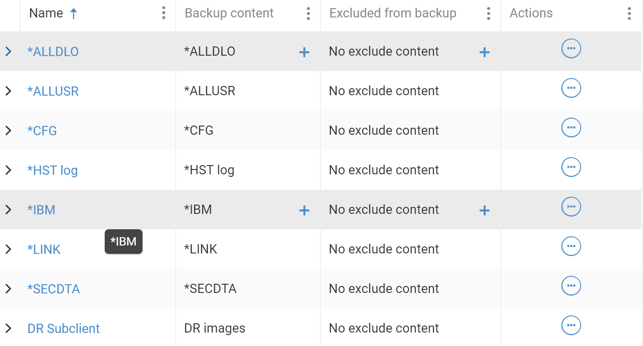 Name ↑ Backup content Excluded from backup Actions
*ALLDLO *ALLDLO + No exclude content +
*ALLUSR *ALLUSR No exclude content
*CFG *CFG No exclude content
*HST log *HST log No exclude content
*IBM *IBM + No exclude content +
*IBM
*LINK *LINK No exclude content
*SECDTA *SECDTA No exclude content
DR Subclient DR images No exclude content